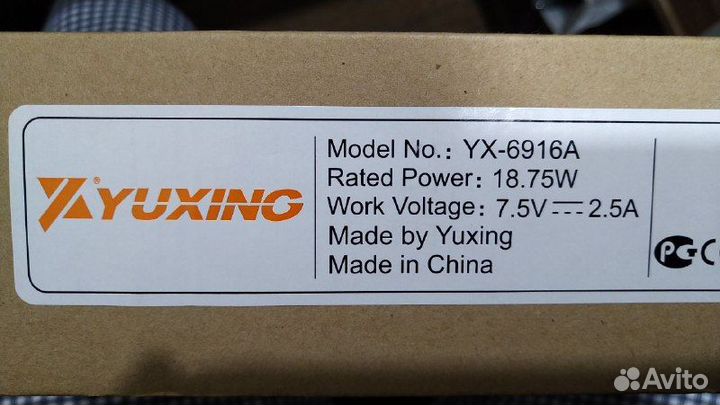 YUXING®
Model No.: YX-6916A
Rated Power: 18.75W
Work Voltage: 7.5V⎓2.5A
Made by Yuxing
Made in China
PG
Avito